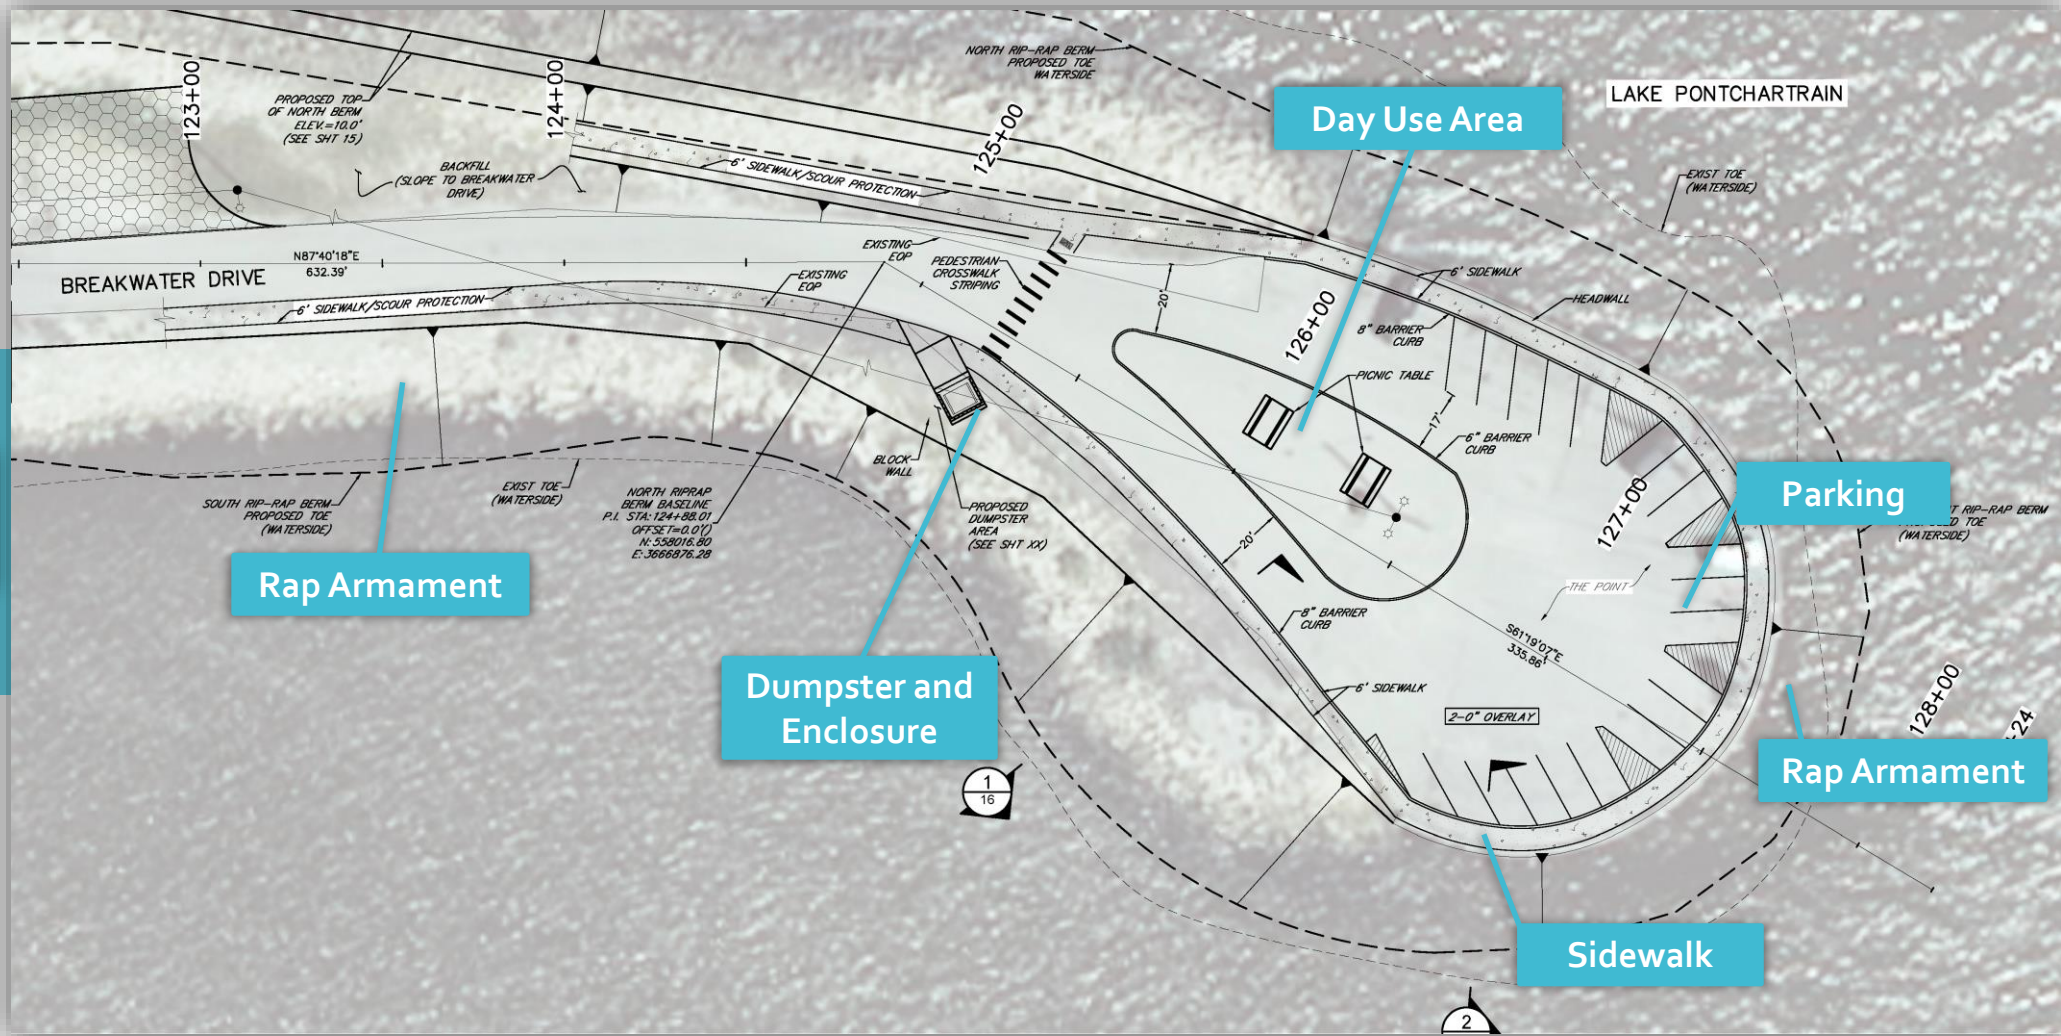 NORTH RIP-RAP BERM
PROPOSED TOE
WATERSIDE
LAKE PONTCHARTRAIN
123+00
124+00
125+00
PROPOSED TOP
OF NORTH BERM
ELEV.=10.0'
(SEE SHT 15)
Day Use Area
BACKFILL
(SLOPE TO BREAKWATER
DRIVE)
6' SIDEWALK/SCOUR PROTECTION
EXIST TOE
(WATERSIDE)
EXISTING
EOP
PEDESTRIAN
CROSSWALK
STRIPING
N87°40'18"E
632.39'
BREAKWATER DRIVE
EXISTING
EOP
6' SIDEWALK/SCOUR PROTECTION
20'
6' SIDEWALK
HEADWALL
126+00
8" BARRIER
CURB
PICNIC TABLE
17'
6" BARRIER
CURB
BLOCK
WALL
SOUTH RIP-RAP BERM
PROPOSED TOE
(WATERSIDE)
EXIST TOE
(WATERSIDE)
NORTH RIPRAP
BERM BASELINE
P.I. STA: 124+88.01
OFFSET=0.0'()
N: 558016.80
E: 3666876.28
PROPOSED
DUMPSTER
AREA
(SEE SHT XX)
20'
127+00
Parking
T RIP-RAP BERM
ED TOE
(WATERSIDE)
Rap Armament
THE POINT
8" BARRIER
CURB
S61°19'07"E
335.86'
Dumpster and
Enclosure
6' SIDEWALK
2-0" OVERLAY
128+00
-24
Rap Armament
1
16
Sidewalk
2